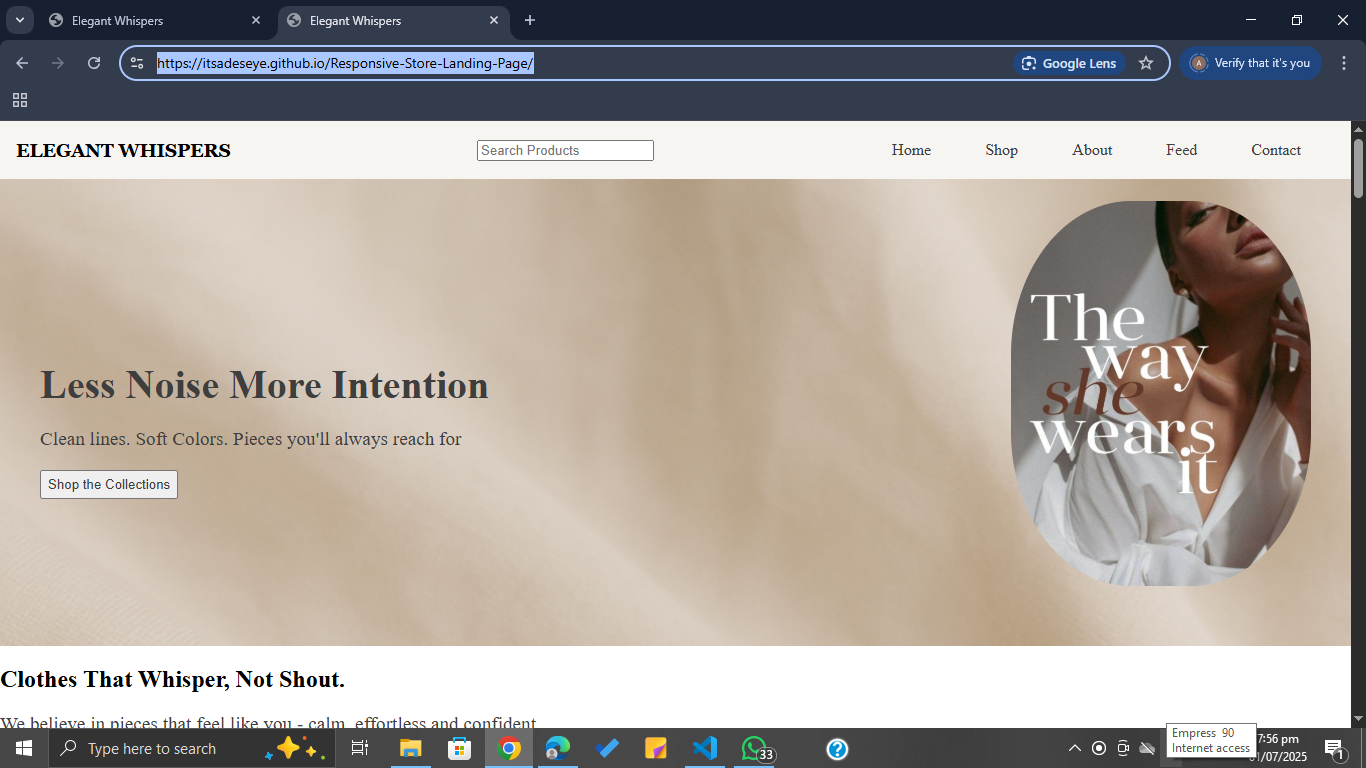 Elegant Whispers
Elegant Whispers
https://itsadeseye.github.io/Responsive-Store-Landing-Page/
Google Lens
A
Verify that it's you
ELEGANT WHISPERS
Search Products
Home
Shop
About
Feed
Contact
The
way
she
wears
it
Less Noise More Intention
Clean lines. Soft Colors. Pieces you'll always reach for
Shop the Collections
Clothes That Whisper, Not Shout.
We believe in pieces that feel like you - calm, effortless and confident
Type here to search
33
Empress 90
Internet access
7:56 pm
01/07/2025
1